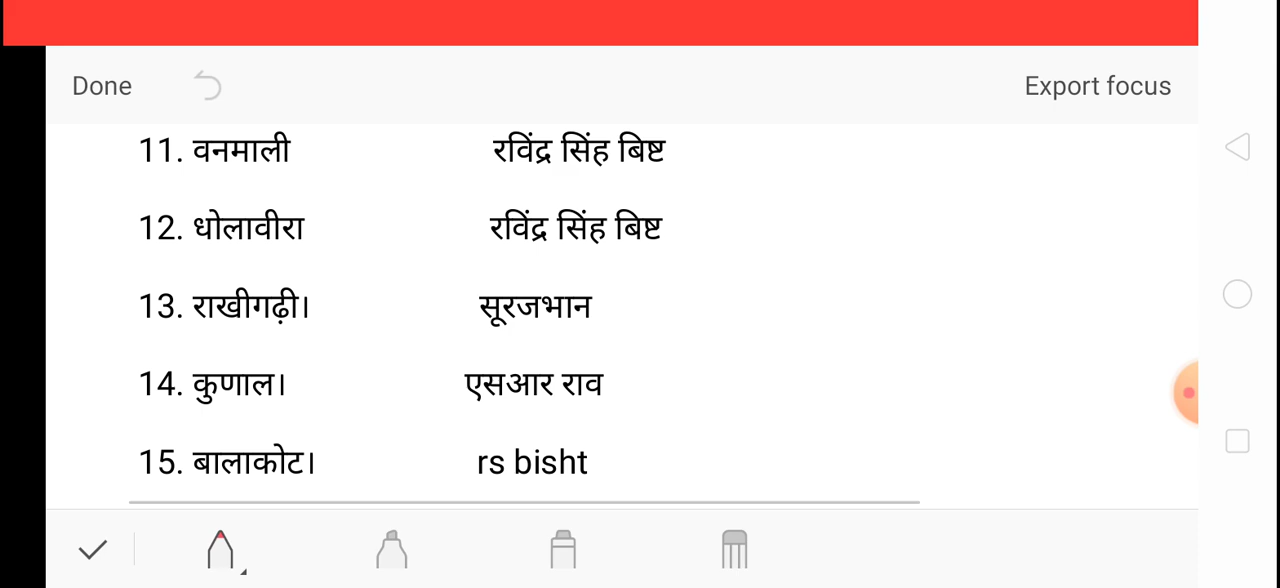 Done Export focus
11. वनमाली रविंद्र सिंह बिष्ट
12. धोलावीरा रविंद्र सिंह बिष्ट
13. राखीगढ़ी। सूरजभान
14. कुणाल। एसआर राव
15. बालाकोट। rs bisht